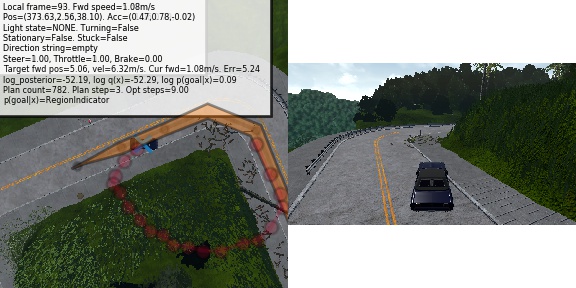 Local frame=93. Fwd speed=1.08m/s
Pos=(373.63,2.56,38.10). Acc=(0.47;0.78;-0.02)
Light state=NONE. Turning=False
Stationary=False. Stuck=False
Direction string=empty
Steer=1.00, Throttle=1.00, Brake=0.00
Target fwd pos=5.06, vel=6.32m/s. Cur fwd=1.08m/s. Err=5.24
log_posterior=-52.19, log q(x)=-52.29, log p(goal|x)=0.09
Plan count=782. Plan step=3. Opt steps=9.00
p(goal|x)=RegionIndicator